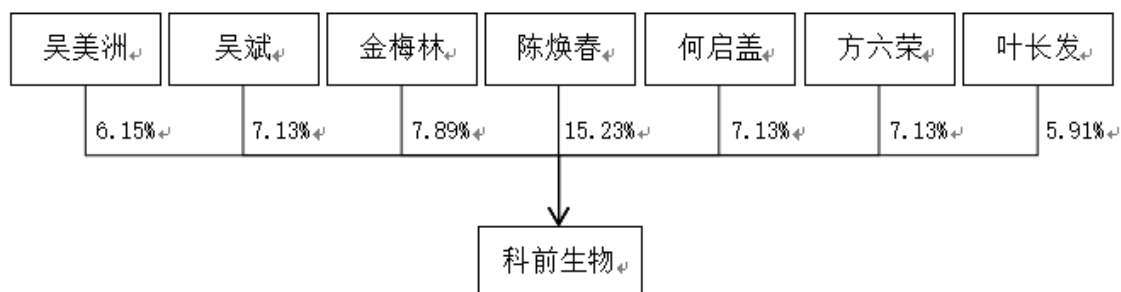 吴美洲
吴斌
金梅林
陈焕春
何启盖
方六荣
叶长发
6.15%
7.13%
7.89%
15.23%
7.13%
7.13%
5.91%
科前生物